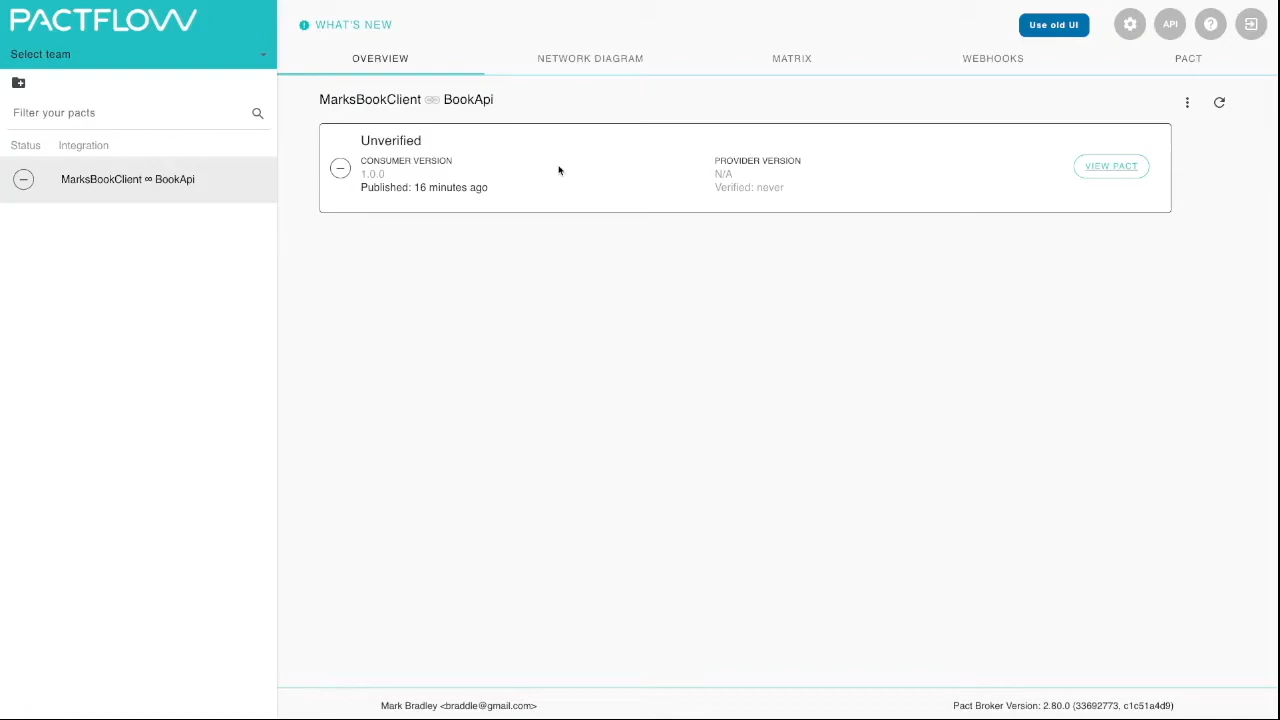 PACTFLOW
Select team
Filter your pacts
Status Integration
MarksBookClient ∞ BookApi
WHAT'S NEW
Use old UI
API
OVERVIEW NETWORK DIAGRAM MATRIX WEBHOOKS PACT
MarksBookClient BookApi
Unverified
CONSUMER VERSION PROVIDER VERSION
1.0.0 N/A
Published: 16 minutes ago Verified: never
VIEW PACT
Mark Bradley <braddle@gmail.com> Pact Broker Version: 2.80.0 (33692773, c1c51a4d9)